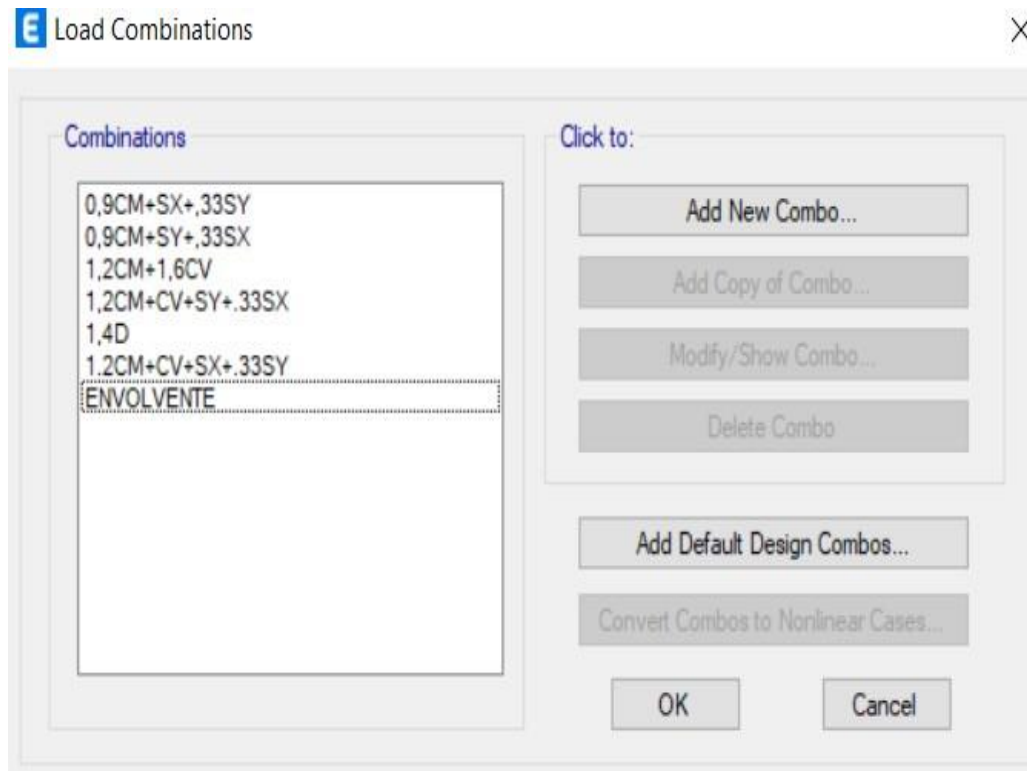 E Load Combinations X
Combinations
0,9CM+SX+,33SY
0,9CM+SY+,33SX
1,2CM+1,6CV
1,2CM+CV+SY+.33SX
1,4D
1.2CM+CV+SX+.33SY
ENVOLVENTE
Click to:
Add New Combo...
Add Copy of Combo...
Modify/Show Combo...
Delete Combo
Add Default Design Combos...
Convert Combos to Nonlinear Cases...
OK
Cancel